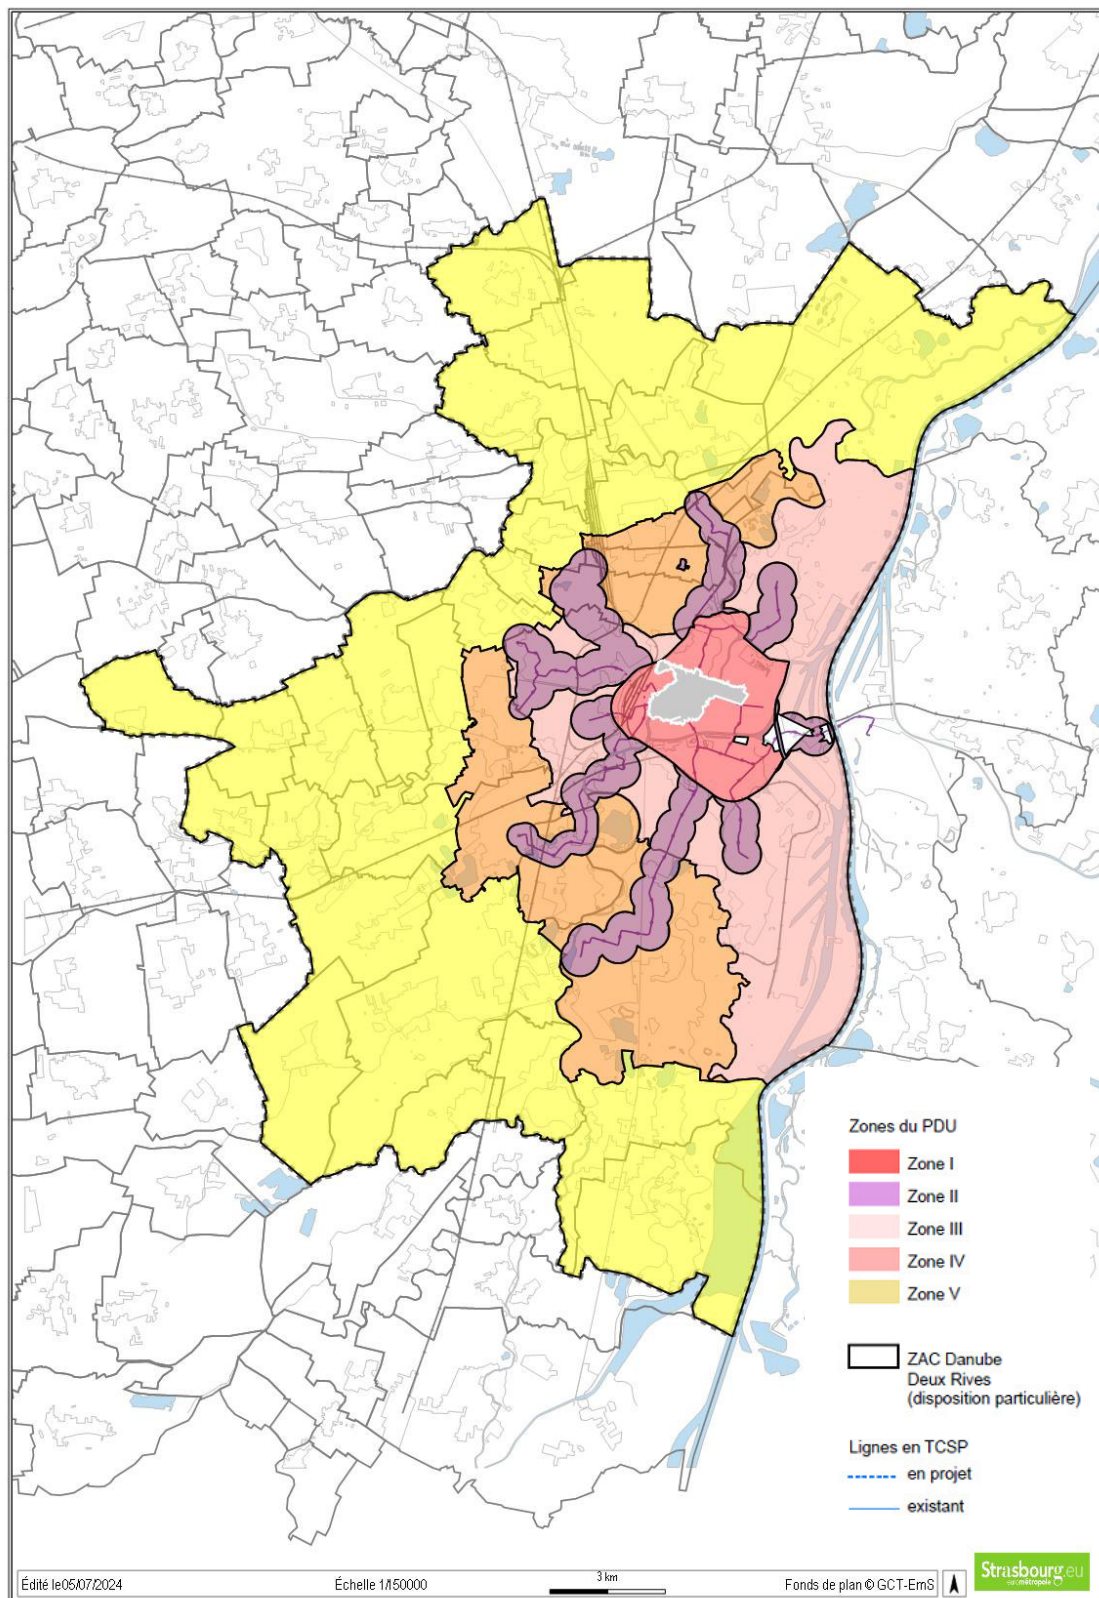 Zones du PDU
Zone I
Zone II
Zone III
Zone IV
Zone V
ZAC Danube
Deux Rives
(disposition particulière)
Lignes en TCSP
en projet
existant
Édité le05/07/2024
Échelle 1/150000
3 km
Fonds de plan © GCT-EmS
Strasbourg.eu
eurométropole